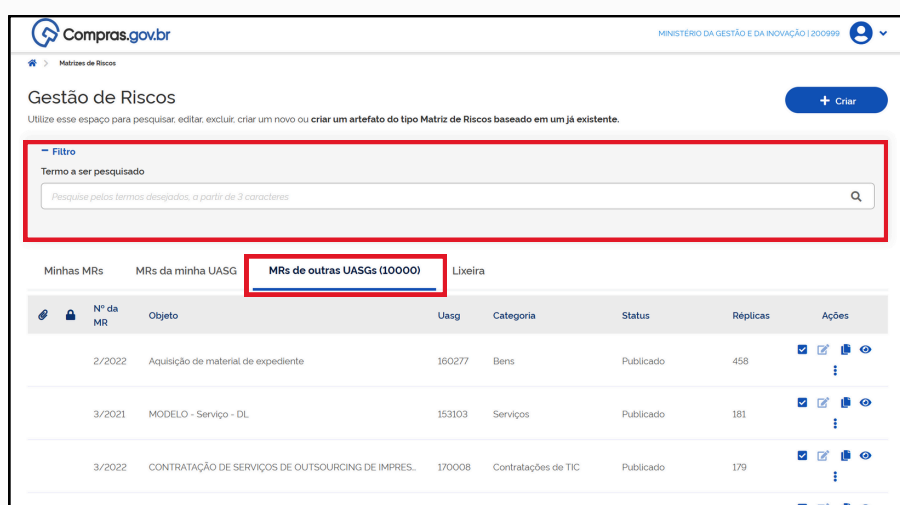 Compras.gov.br
MINISTÉRIO DA GESTÃO E DA INOVAÇÃO | 200999
Matrizes de Riscos
Gestão de Riscos
Criar
Utilize esse espaço para pesquisar, editar, excluir, criar um novo ou criar um artefato do tipo Matriz de Riscos baseado em um já existente.
Filtro
Termo a ser pesquisado
Pesquise pelos termos desejados, a partir de 3 caracteres
Minhas MRs MRs da minha UASG MRs de outras UASGs (10000) Lixeira
Nº da MR Objeto Uasg Categoria Status Réplicas Ações
2/2022 Aquisição de material de expediente 160277 Bens Publicado 458
3/2021 MODELO - Serviço - DL 153103 Serviços Publicado 181
3/2022 CONTRATAÇÃO DE SERVIÇOS DE OUTSOURCING DE IMPRES... 170008 Contratações de TIC Publicado 179